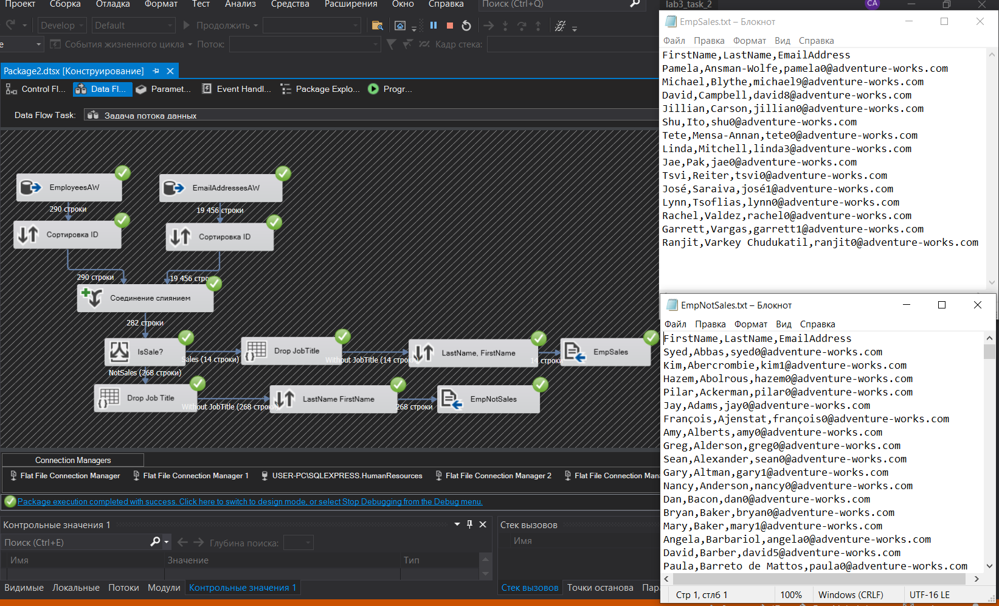 Проект Сборка Отладка Формат Тест Анализ Средства Расширения Окно Справка Поиск (Ctrl+Q)
lab3_task_2 CA
Develop Default Продолжить
е События жизненного цикла Поток: Кадр стека:
Package2.dtsx [Конструирование]
Control Fl... Data Fl... Paramet... Event Handl... Package Explo... Progr...
Data Flow Task: Задача потока данных
EmployeesAW EmailAddressesAW
290 строки 19 456 строки
Сортировка ID Сортировка ID
290 строки 19 456 стро
Соединение слиянием
282 строки
IsSale? Drop JobTitle LastName, FirstName EmpSales
Sales (14 строки) Without JobTitle (14 строки 14 строки
NotSales (268 строки)
Drop Job Title LastName FirstName EmpNotSales
Without JobTitle (268 строки) 268 строки
Connection Managers
Flat File Connection Manager Flat File Connection Manager 1 USER-PC\SQLEXPRESS.HumanResources Flat File Connection Manager 2 Flat File Connection Man
Package execution completed with success. Click here to switch to design mode, or select Stop Debugging from the Debug menu.
Контрольные значения 1
Поиск (Ctrl+E) Глубина поиска:
Имя Значение Тип
Видимые Локальные Потоки Модули Контрольные значения 1
Стек вызовов
Имя
Стек вызовов Точки останова Пара
EmpSales.txt – Блокнот
Файл Правка Формат Вид Справка
FirstName,LastName,EmailAddress
Pamela,Ansman-Wolfe,pamela0@adventure-works.com
Michael,Blythe,michael9@adventure-works.com
David,Campbell,david8@adventure-works.com
Jillian,Carson,jillian0@adventure-works.com
Shu,Ito,shu0@adventure-works.com
Tete,Mensa-Annan,tete0@adventure-works.com
Linda,Mitchell,linda3@adventure-works.com
Jae,Pak,jae0@adventure-works.com
Tsvi,Reiter,tsvi0@adventure-works.com
José,Saraiva,josé1@adventure-works.com
Lynn,Tsoflias,lynn0@adventure-works.com
Rachel,Valdez,rachel0@adventure-works.com
Garrett,Vargas,garrett1@adventure-works.com
Ranjit,Varkey Chudukatil,ranjit0@adventure-works.com
EmpNotSales.txt – Блокнот
Файл Правка Формат Вид Справка
FirstName,LastName,EmailAddress
Syed,Abbas,syed0@adventure-works.com
Kim,Abercrombie,kim1@adventure-works.com
Hazem,Abolrous,hazem0@adventure-works.com
Pilar,Ackerman,pilar0@adventure-works.com
Jay,Adams,jay0@adventure-works.com
François,Ajenstat,françois0@adventure-works.com
Amy,Alberts,amy0@adventure-works.com
Greg,Alderson,greg0@adventure-works.com
Sean,Alexander,sean0@adventure-works.com
Gary,Altman,gary1@adventure-works.com
Nancy,Anderson,nancy0@adventure-works.com
Dan,Bacon,dan0@adventure-works.com
Bryan,Baker,bryan0@adventure-works.com
Mary,Baker,mary1@adventure-works.com
Angela,Barbariol,angela0@adventure-works.com
David,Barber,david5@adventure-works.com
Paula,Barreto de Mattos,paula0@adventure-works.com
Стр 1, стлб 1 100% Windows (CRLF) UTF-16 LE